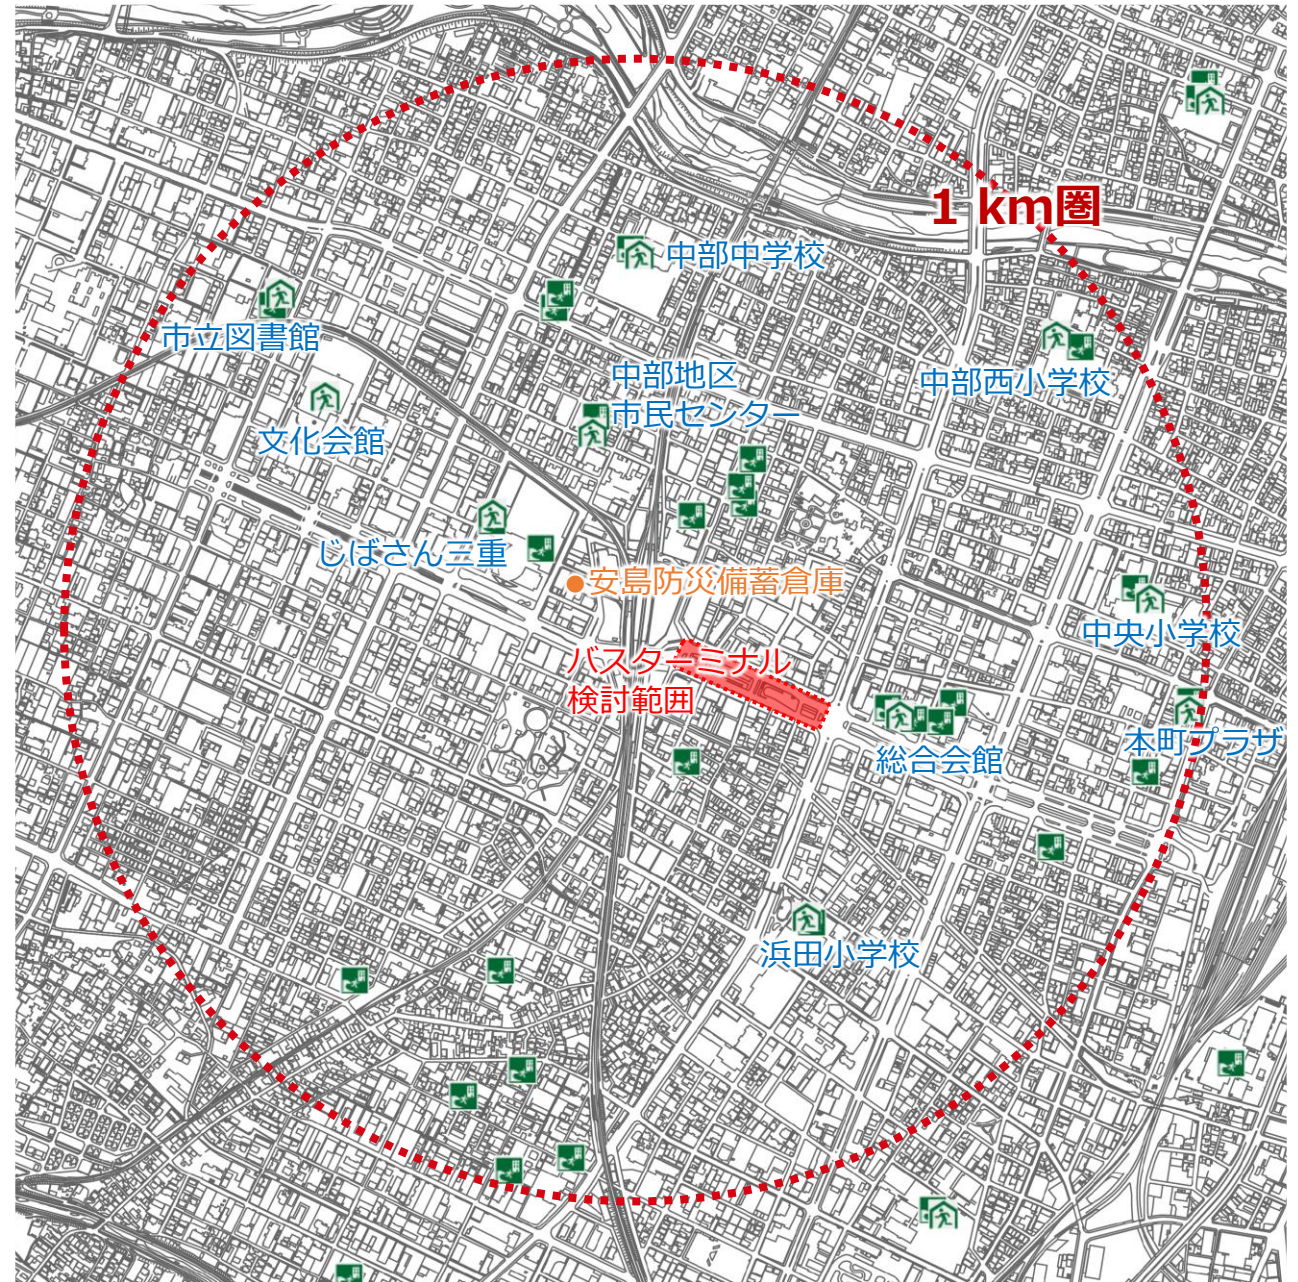 1 km圏
中部中学校
市立図書館
中部地区
市民センター
中部西小学校
文化会館
じばさん三重
安島防災備蓄倉庫
中央小学校
バスターミナル
検討範囲
本町プラザ
総合会館
浜田小学校